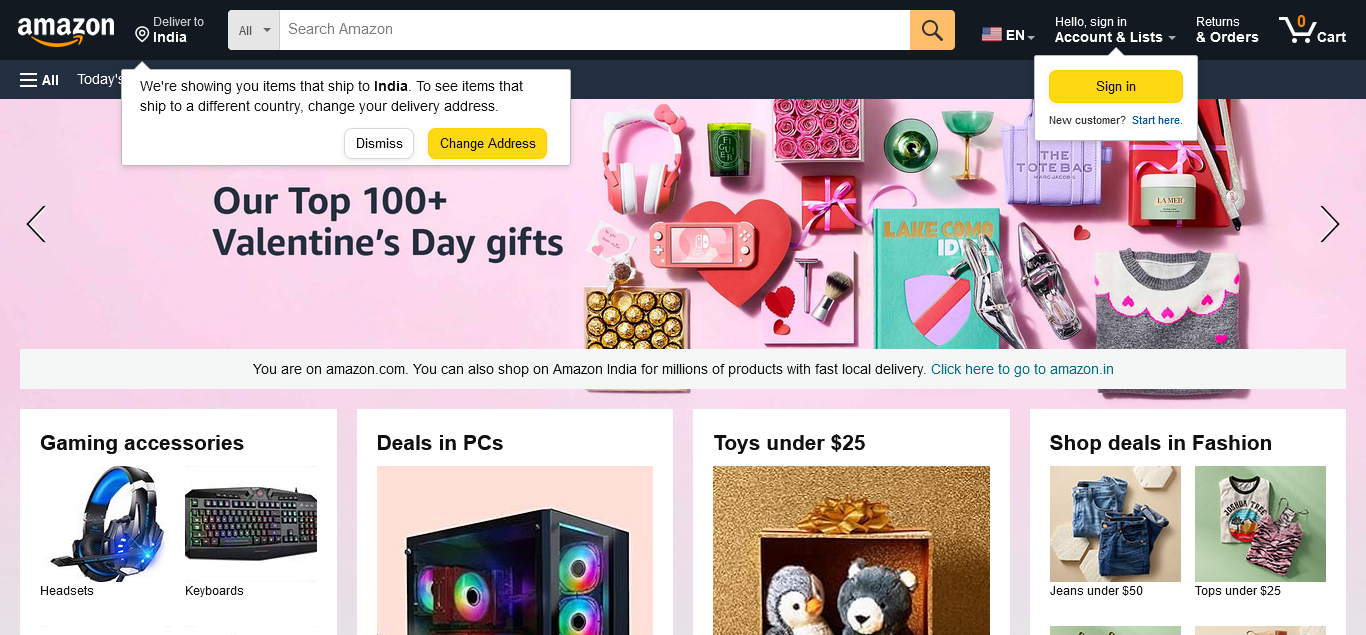 amazon
Deliver to
India
All
Search Amazon
EN
Hello, sign in
Account & Lists
Returns
& Orders
0
Cart
All
Today's
We're showing you items that ship to India. To see items that
ship to a different country, change your delivery address.
Dismiss
Change Address
Sign in
New customer? Start here.
Our Top 100+
Valentine's Day gifts
FIGUIER
THE
TOTE BAG
MARC JACOBS
LA MER
LAKE COMO
IDYLL
You are on amazon.com. You can also shop on Amazon India for millions of products with fast local delivery. Click here to go to amazon.in
Gaming accessories
Headsets
Keyboards
Deals in PCs
Toys under $25
Shop deals in Fashion
JOSHUA TREE
Jeans under $50
Tops under $25